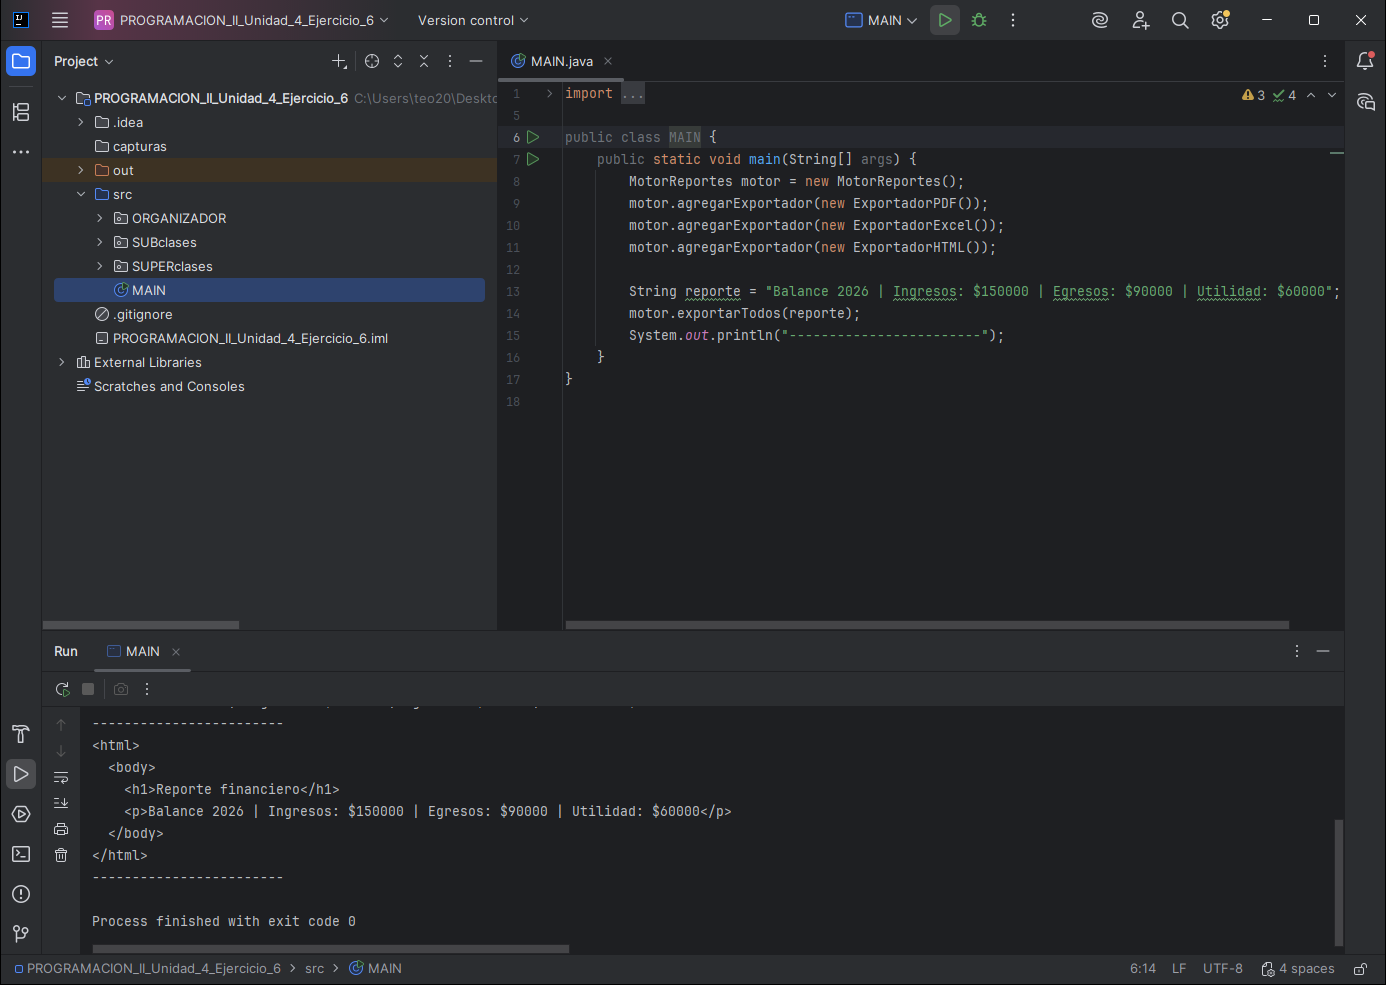 PR PROGRAMACION_II_Unidad_4_Ejercicio_6 Version control MAIN
Project
MAIN.java
PROGRAMACION_II_Unidad_4_Ejercicio_6 C:\Users\teo20\Deskto
.idea
capturas
out
src
ORGANIZADOR
SUBclases
SUPERclases
MAIN
.gitignore
PROGRAMACION_II_Unidad_4_Ejercicio_6.iml
External Libraries
Scratches and Consoles
3 4
1 import ...
5
6 public class MAIN {
7 public static void main(String[] args) {
8 MotorReportes motor = new MotorReportes();
9 motor.agregarExportador(new ExportadorPDF());
10 motor.agregarExportador(new ExportadorExcel());
11 motor.agregarExportador(new ExportadorHTML());
12
13 String reporte = "Balance 2026 | Ingresos: $150000 | Egresos: $90000 | Utilidad: $60000";
14 motor.exportarTodos(reporte);
15 System.out.println("------------------------");
16 }
17 }
18
Run MAIN
------------------------
<html>
<body>
<h1>Reporte financiero</h1>
<p>Balance 2026 | Ingresos: $150000 | Egresos: $90000 | Utilidad: $60000</p>
</body>
</html>
------------------------
Process finished with exit code 0
PROGRAMACION_II_Unidad_4_Ejercicio_6 > src > MAIN
6:14 LF UTF-8 4 spaces